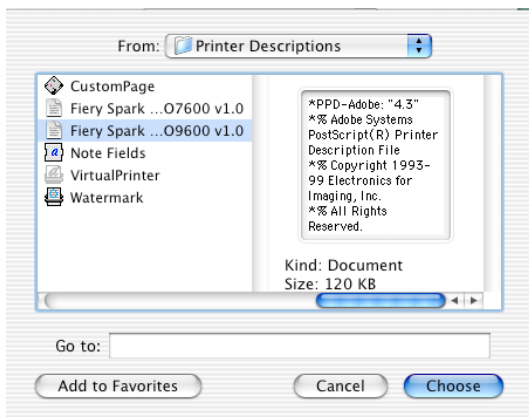 From: Printer Descriptions
CustomPage
Fiery Spark ...O7600 v1.0
Fiery Spark ...O9600 v1.0
Note Fields
VirtualPrinter
Watermark
*PPD-Adobe: "4.3"
*% Adobe Systems
PostScript(R) Printer
Description File
*% Copyright 1993-
99 Electronics for
Imaging, Inc.
*% All Rights
Reserved.
Kind: Document
Size: 120 KB
Go to:
Add to Favorites
Cancel
Choose